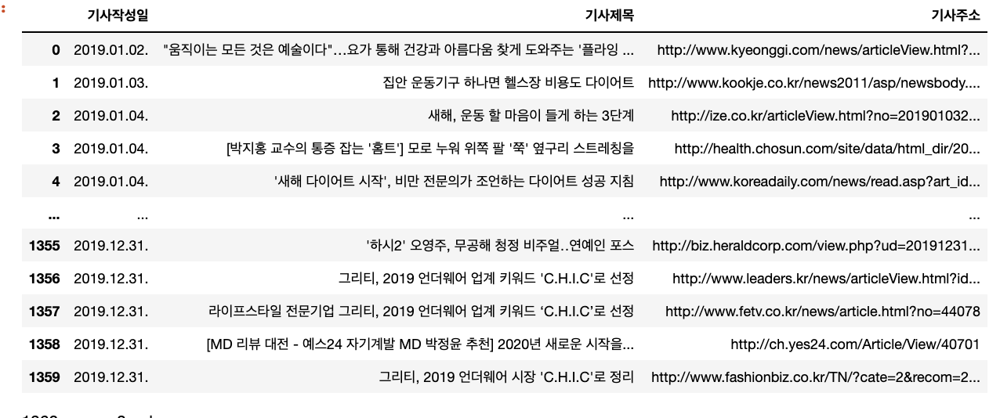 기사작성일 기사제목 기사주소
0 2019.01.02. "움직이는 모든 것은 예술이다"...요가 통해 건강과 아름다움 찾게 도와주는 '플라잉 ... http://www.kyeonggi.com/news/articleView.html?...
1 2019.01.03. 집안 운동기구 하나면 헬스장 비용도 다이어트 http://www.kookje.co.kr/news2011/asp/newsbody....
2 2019.01.04. 새해, 운동 할 마음이 들게 하는 3단계 http://ize.co.kr/articleView.html?no=201901032...
3 2019.01.04. [박지홍 교수의 통증 잡는 '홈트'] 모로 누워 위쪽 팔 '쭉' 옆구리 스트레칭을 http://health.chosun.com/site/data/html_dir/20...
4 2019.01.04. '새해 다이어트 시작', 비만 전문의가 조언하는 다이어트 성공 지침 http://www.koreadaily.com/news/read.asp?art_id...
... ... ... ...
1355 2019.12.31. '하시2' 오영주, 무공해 청정 비주얼..연예인 포스 http://biz.heraldcorp.com/view.php?ud=20191231...
1356 2019.12.31. 그리티, 2019 언더웨어 업계 키워드 'C.H.I.C'로 선정 http://www.leaders.kr/news/articleView.html?id...
1357 2019.12.31. 라이프스타일 전문기업 그리티, 2019 언더웨어 업계 키워드 ‘C.H.I.C’로 선정 http://www.fetv.co.kr/news/article.html?no=44078
1358 2019.12.31. [MD 리뷰 대전 - 예스24 자기계발 MD 박정윤 추천] 2020년 새로운 시작을... http://ch.yes24.com/Article/View/40701
1359 2019.12.31. 그리티, 2019 언더웨어 시장 'C.H.I.C'로 정리 http://www.fashionbiz.co.kr/TN/?cate=2&recom=2...